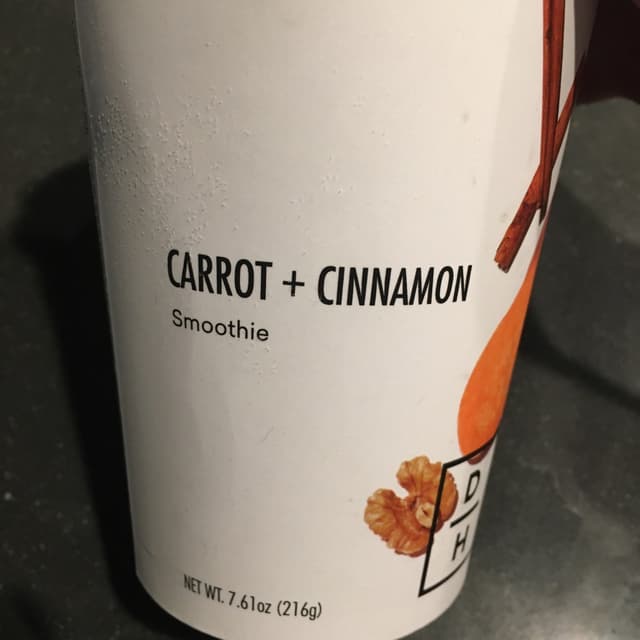 CARROT + CINNAMON
Smoothie
D
H
NET WT. 7.61oz (216g)